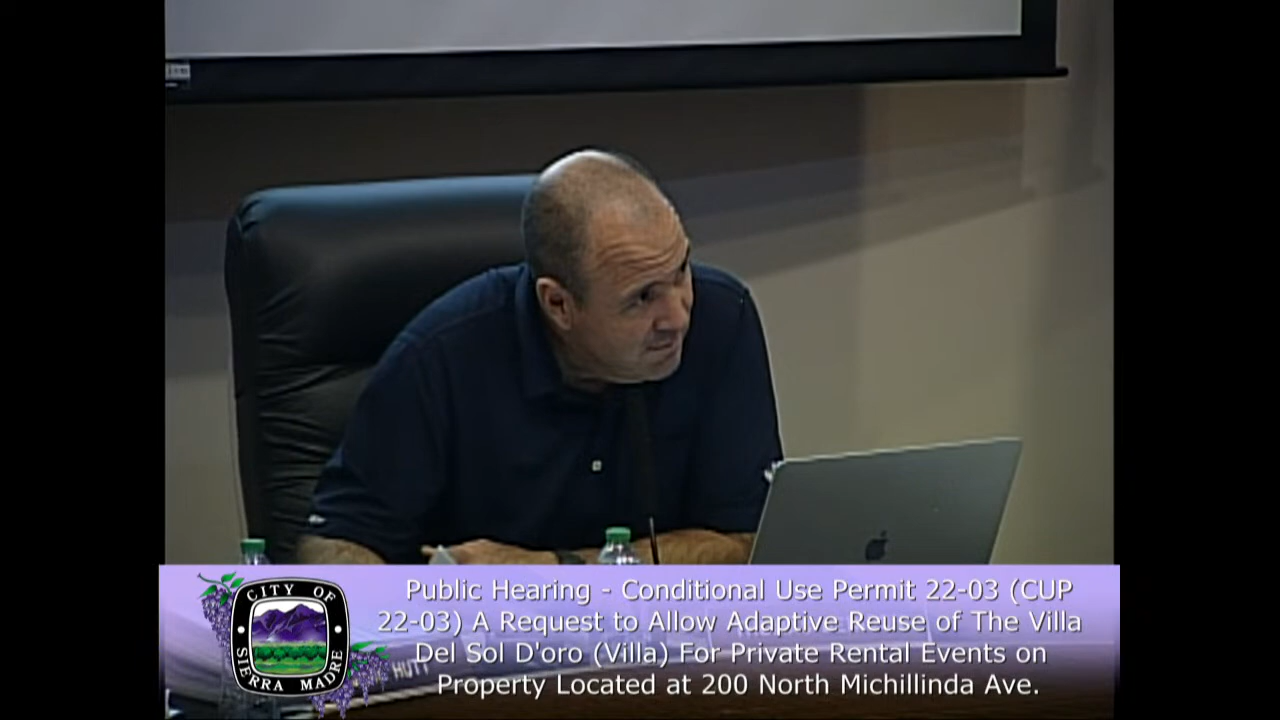 Public Hearing - Conditional Use Permit 22-03 (CUP
22-03) A Request to Allow Adaptive Reuse of The Villa
Del Sol D'oro (Villa) For Private Rental Events on
Property Located at 200 North Michillinda Ave.
CITY OF
SIERRA MADRE
HUTT